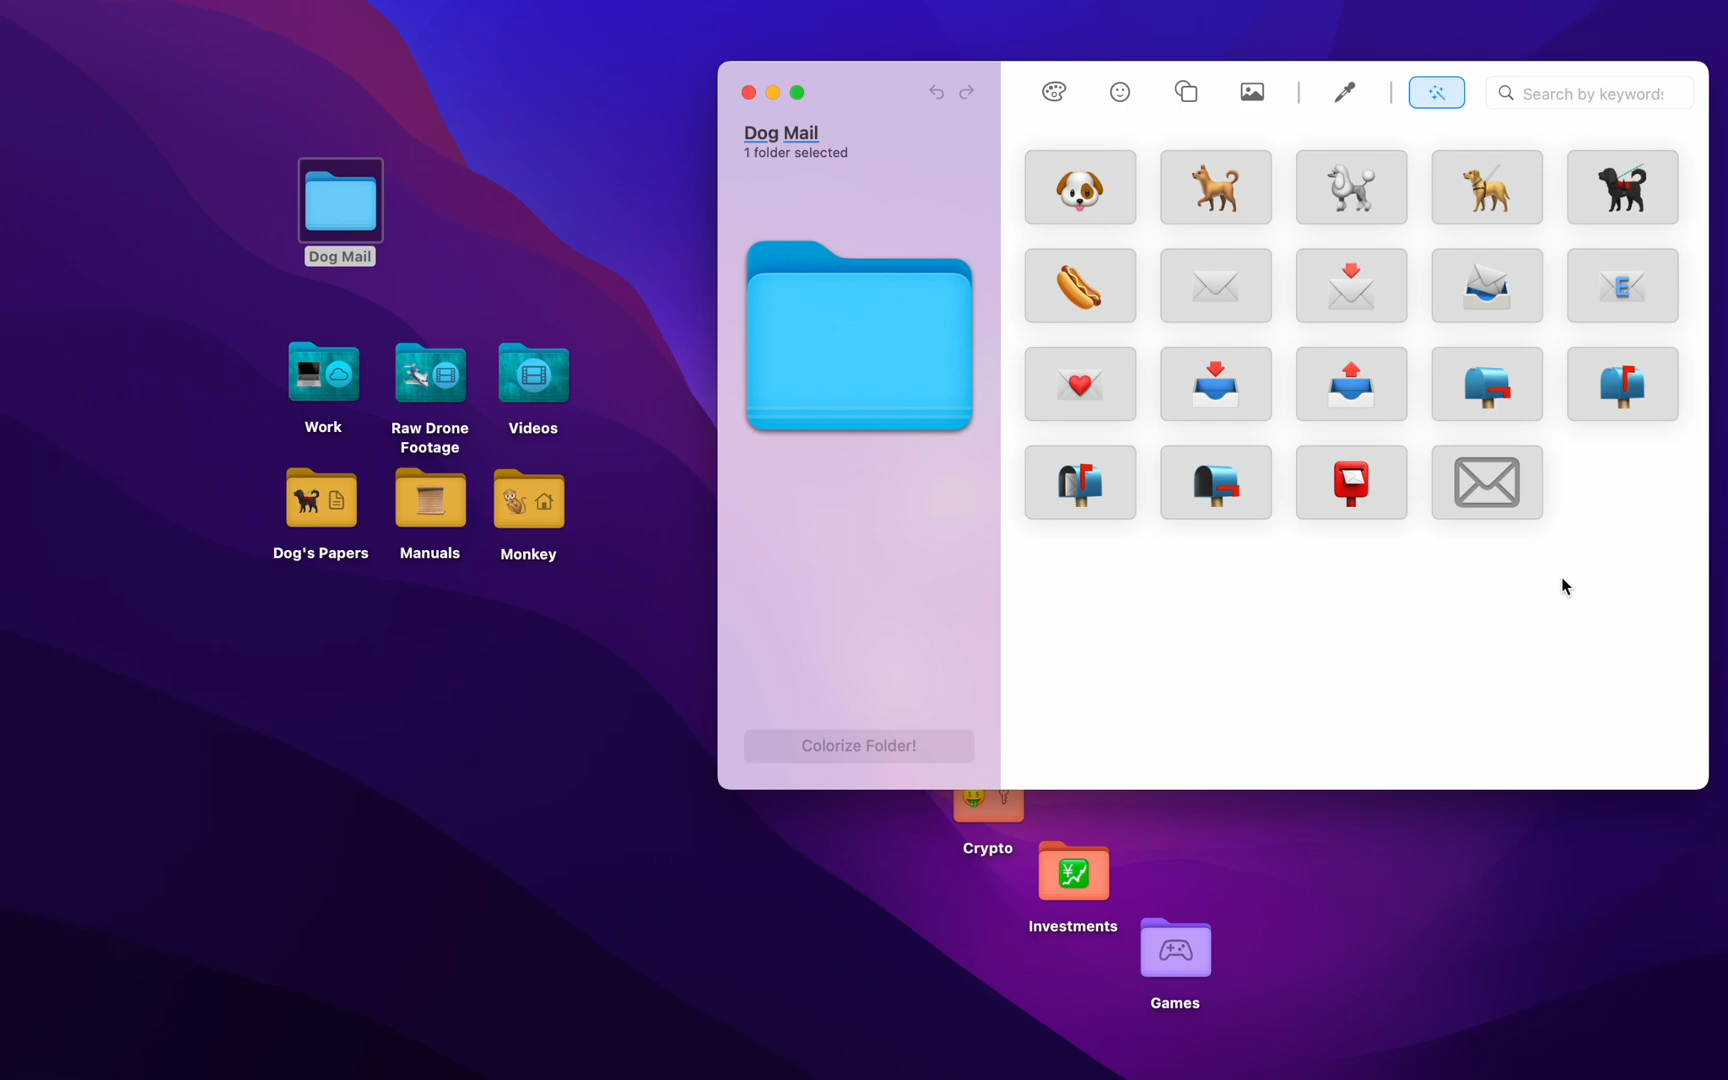 Dog Mail
1 folder selected
Search by keywords
Dog Mail
E
Work
Raw Drone
Footage
Videos
Dog's Papers
Manuals
Monkey
Colorize Folder!
Crypto
Investments
Games